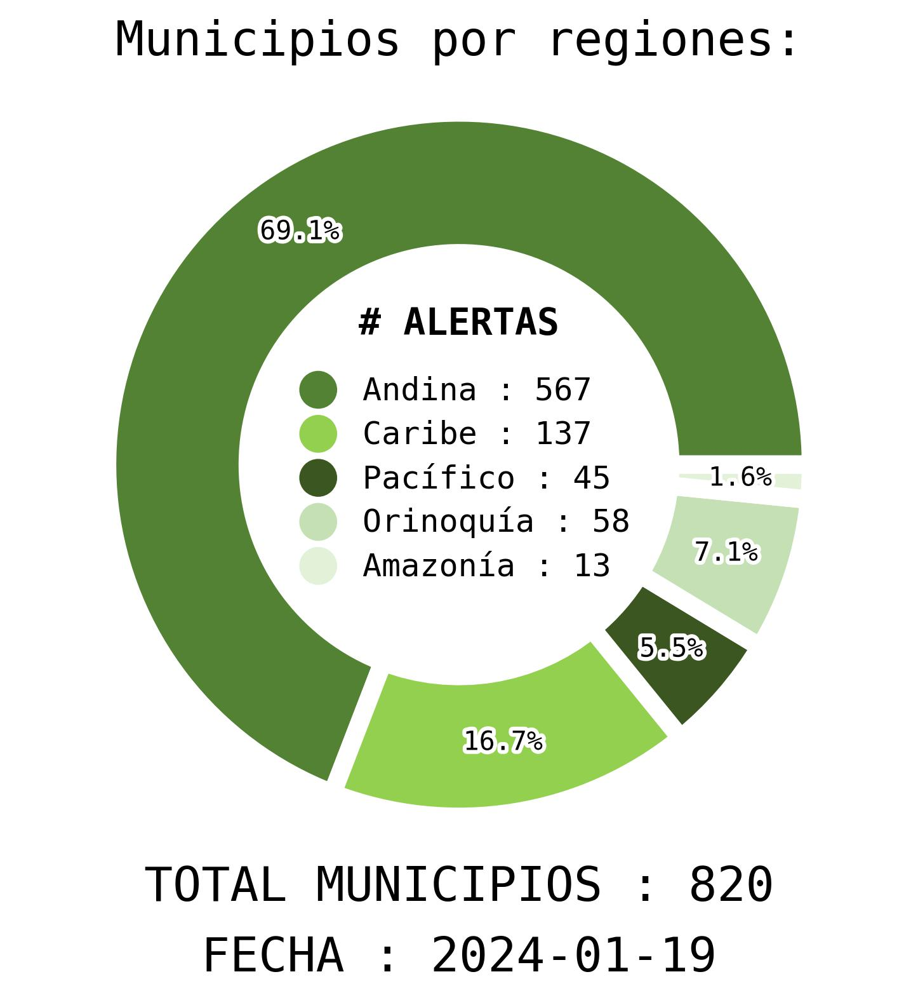 Municipios por regiones:
69.1%
# ALERTAS
Andina : 567
Caribe : 137
Pacífico : 45
Orinoquía : 58
Amazonía : 13
1.6%
7.1%
5.5%
16.7%
TOTAL MUNICIPIOS : 820
FECHA : 2024-01-19